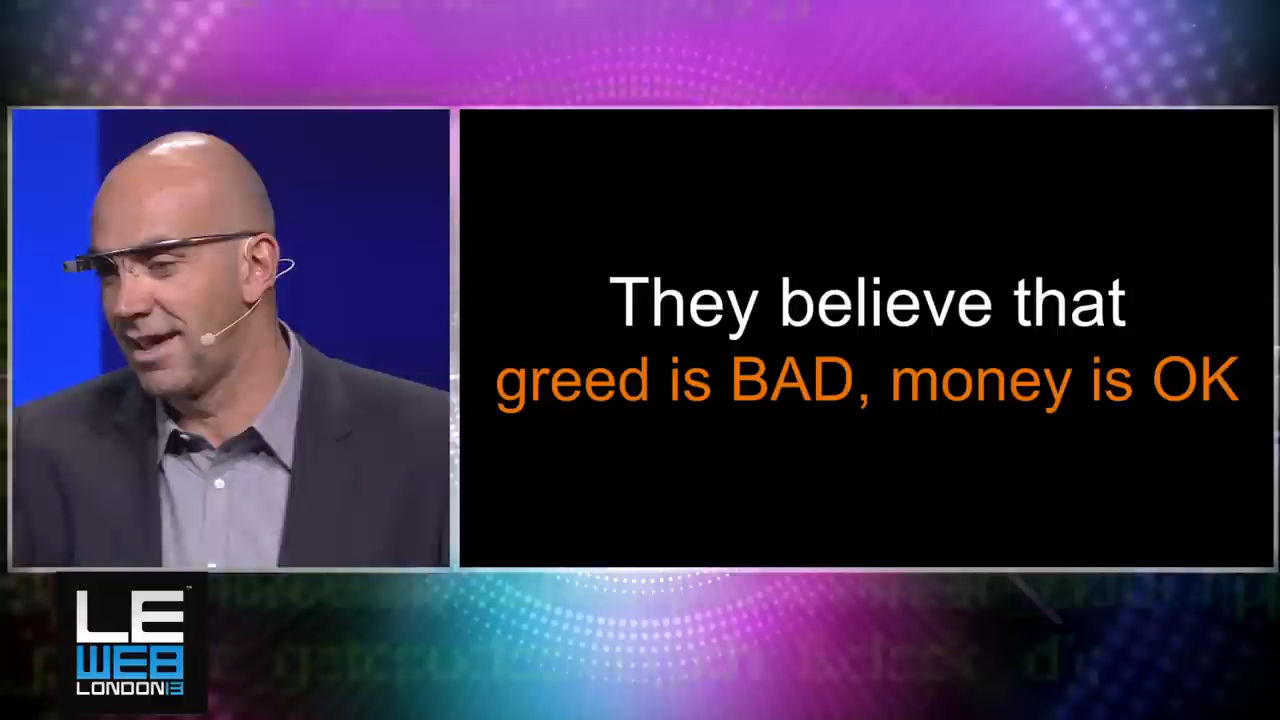 They believe that
greed is BAD, money is OK
LE
WEB
LONDON13